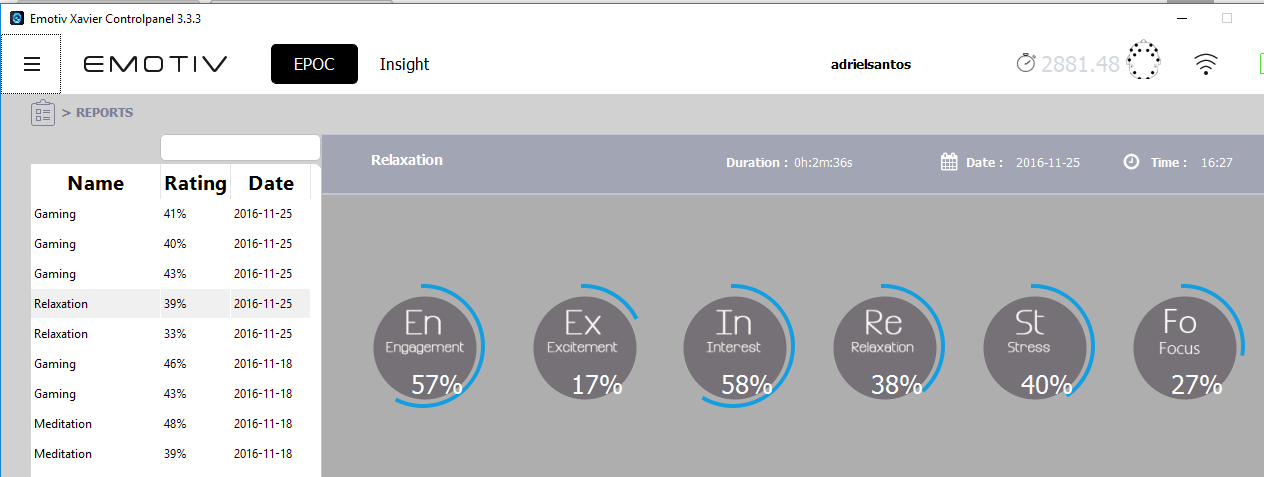 Emotiv Xavier Controlpanel 3.3.3
EMOTIV EPOC Insight adrielsantos 2881.48
> REPORTS
Relaxation Duration : 0h:2m:36s Date : 2016-11-25 Time : 16:27
Name Rating Date
Gaming 41% 2016-11-25
Gaming 40% 2016-11-25
Gaming 43% 2016-11-25
Relaxation 39% 2016-11-25
Relaxation 33% 2016-11-25
Gaming 46% 2016-11-18
Gaming 43% 2016-11-18
Meditation 48% 2016-11-18
Meditation 39% 2016-11-18
En
Engagement
57%
Ex
Excitement
17%
In
Interest
58%
Re
Relaxation
38%
St
Stress
40%
Fo
Focus
27%